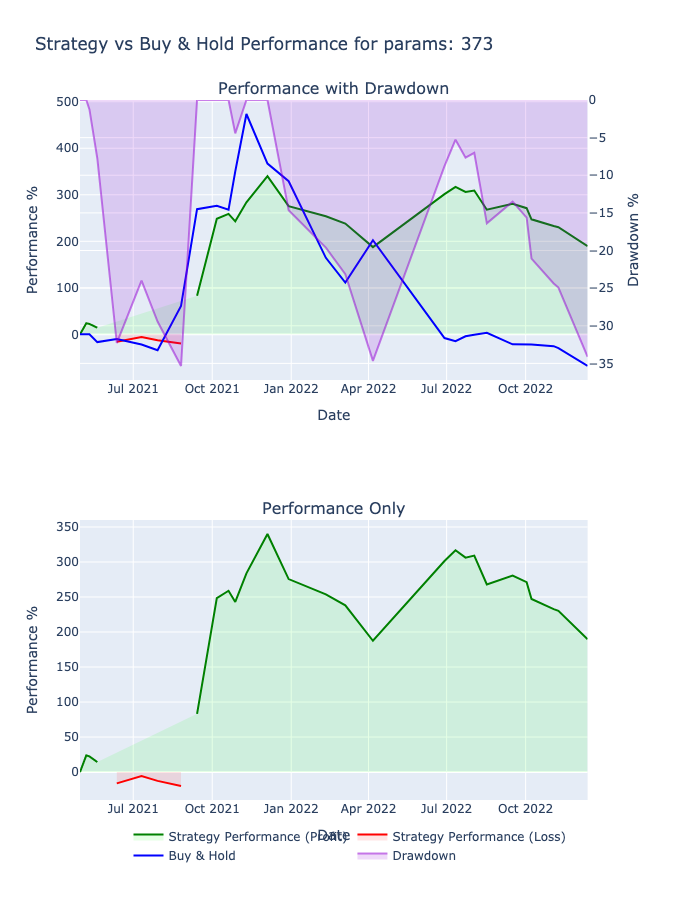 Strategy vs Buy & Hold Performance for params: 373
Performance with Drawdown
500
400
300
200
100
0
Performance %
0
−5
−10
−15
−20
−25
−30
−35
Drawdown %
Jul 2021 Oct 2021 Jan 2022 Apr 2022 Jul 2022 Oct 2022
Date
Performance Only
350
300
250
200
150
100
50
0
Performance %
Jul 2021 Oct 2021 Jan 2022 Apr 2022 Jul 2022 Oct 2022
Date
Strategy Performance (Profit) Strategy Performance (Loss)
Buy & Hold Drawdown